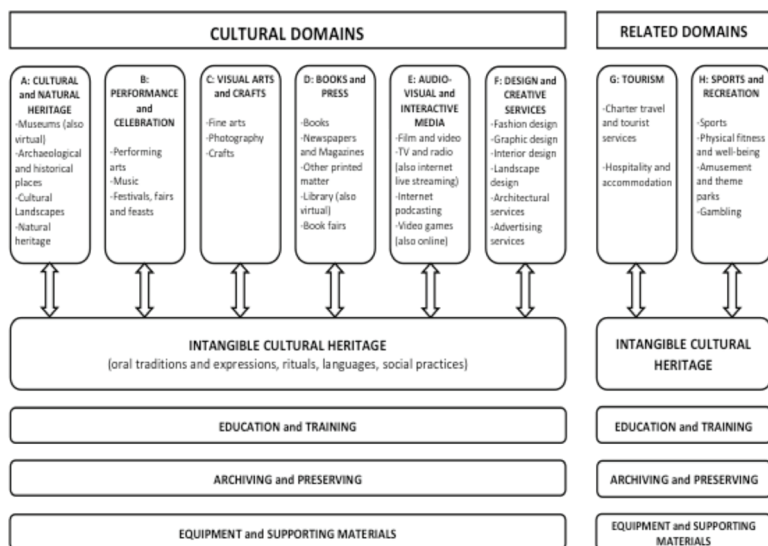 CULTURAL DOMAINS
RELATED DOMAINS
A: CULTURAL
and NATURAL
HERITAGE
-Museums (also
virtual)
-Archaeological
and historical
places
-Cultural
Landscapes
-Natural
heritage
B:
PERFORMANCE
and
CELEBRATION
-Performing
arts
-Music
-Festivals, fairs
and feasts
C: VISUAL ARTS
and CRAFTS
-Fine arts
-Photography
-Crafts
D: BOOKS and
PRESS
-Books
-Newspapers
and Magazines
-Other printed
matter
-Library (also
virtual)
-Book fairs
E: AUDIO-
VISUAL and
INTERACTIVE
MEDIA
-Film and video
-TV and radio
(also internet
live streaming)
-Internet
podcasting
-Video games
(also online)
F: DESIGN and
CREATIVE
SERVICES
-Fashion design
-Graphic design
-Interior design
-Landscape
design
-Architectural
services
-Advertising
services
G: TOURISM
-Charter travel
and tourist
services
-Hospitality and
accommodation
H: SPORTS and
RECREATION
-Sports
-Physical fitness
and well-being
-Amusement
and theme
parks
-Gambling
INTANGIBLE CULTURAL HERITAGE
(oral traditions and expressions, rituals, languages, social practices)
INTANGIBLE CULTURAL
HERITAGE
EDUCATION and TRAINING
EDUCATION and TRAINING
ARCHIVING and PRESERVING
ARCHIVING and PRESERVING
EQUIPMENT and SUPPORTING MATERIALS
EQUIPMENT and SUPPORTING
MATERIALS